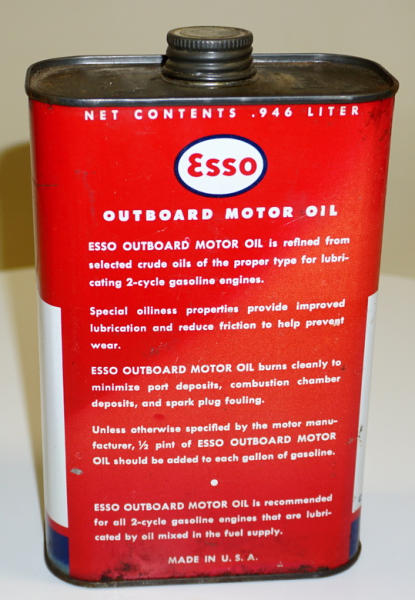 NET CONTENTS .946 LITER
Esso
OUTBOARD MOTOR OIL
ESSO OUTBOARD MOTOR OIL is refined from
selected crude oils of the proper type for lubri-
cating 2-cycle gasoline engines.
Special oiliness properties provide improved
lubrication and reduce friction to help prevent
wear.
ESSO OUTBOARD MOTOR OIL burns cleanly to
minimize port deposits, combustion chamber
deposits, and spark plug fouling.
Unless otherwise specified by the motor manu-
facturer, ½ pint of ESSO OUTBOARD MOTOR
OIL should be added to each gallon of gasoline.
ESSO OUTBOARD MOTOR OIL is recommended
for all 2-cycle gasoline engines that are lubri-
cated by oil mixed in the fuel supply.
MADE IN U. S. A.